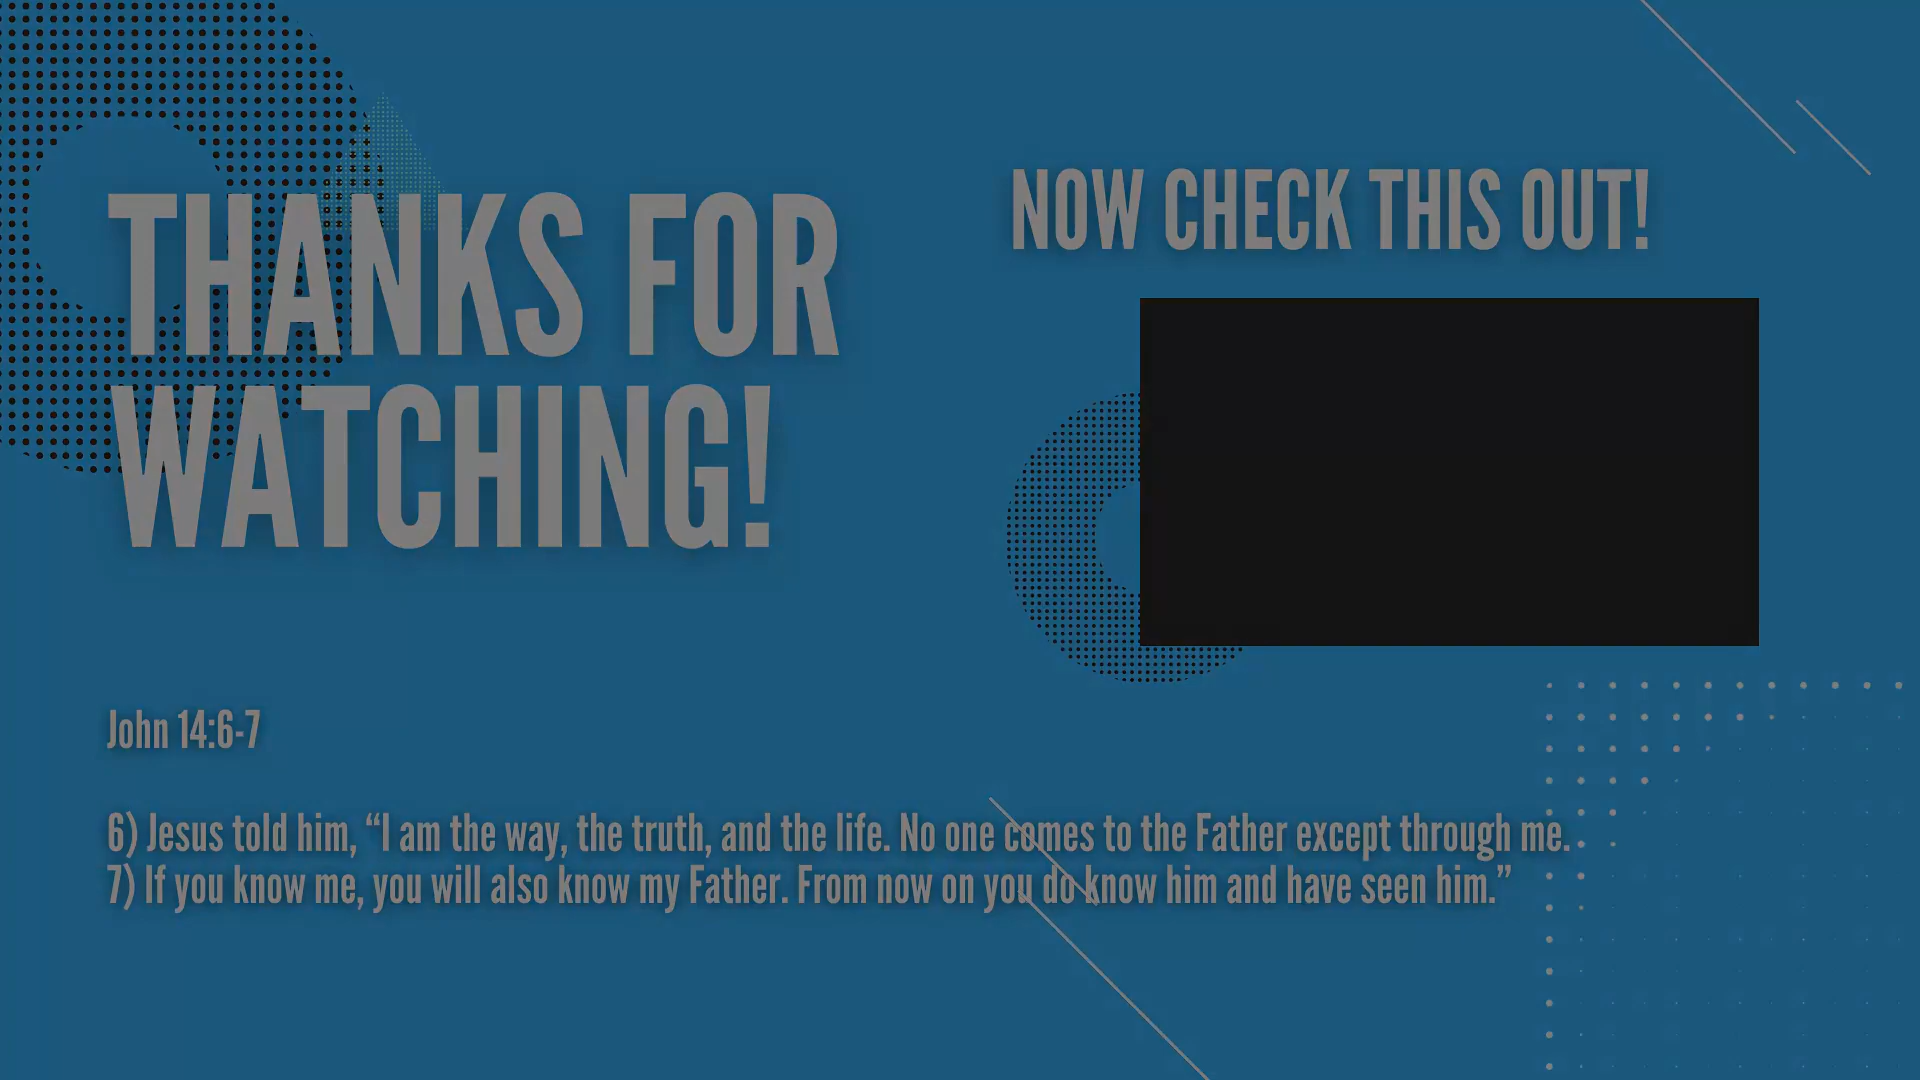 THANKS FOR
WATCHING!
NOW CHECK THIS OUT!
John 14:6-7
6) Jesus told him, “I am the way, the truth, and the life. No one comes to the Father except through me.
7) If you know me, you will also know my Father. From now on you do know him and have seen him.”